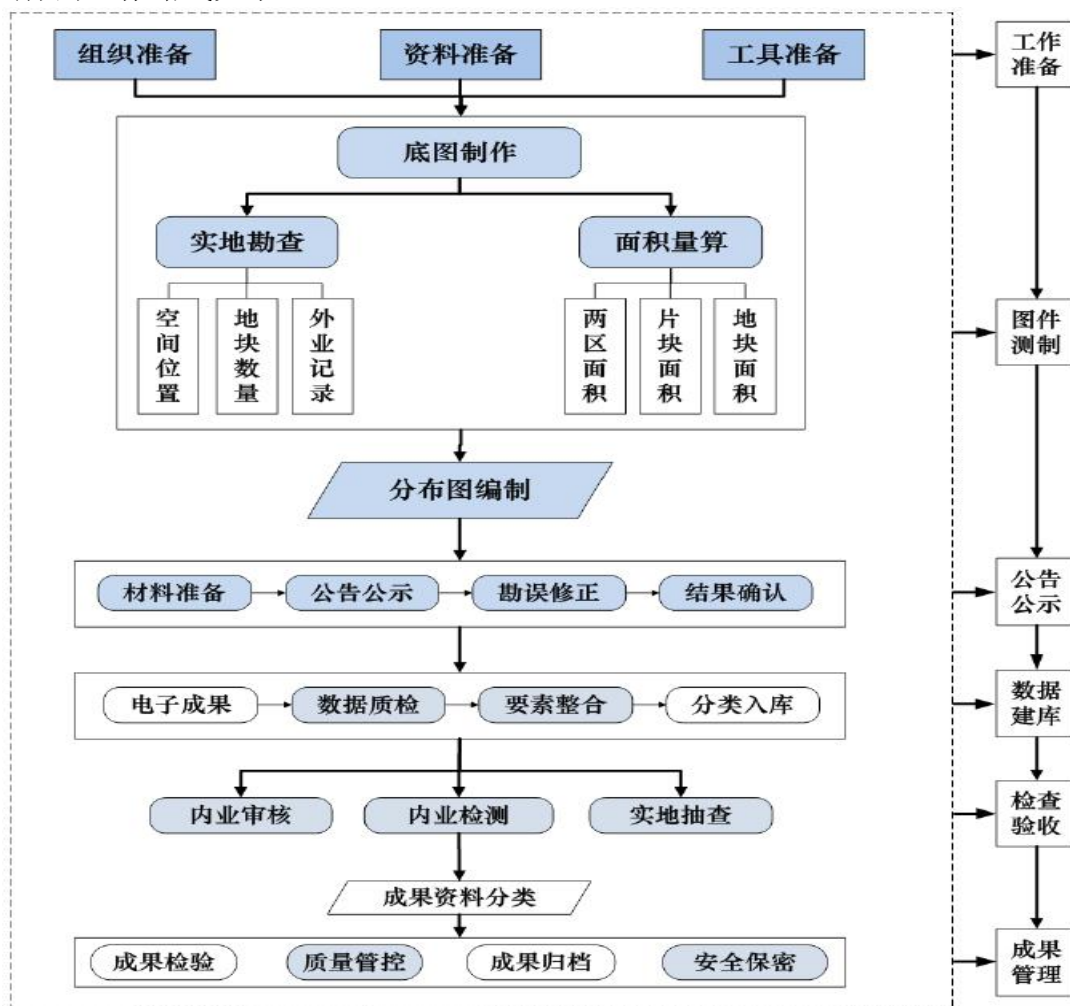 组织准备
资料准备
工具准备
工作
准备
底图制作
实地勘查
面积量算
空间位置
地块数量
外业记录
两区面积
片块面积
地块面积
图件
测制
分布图编制
材料准备
公告公示
勘误修正
结果确认
公告
公示
电子成果
数据质检
要素整合
分类入库
数据
建库
内业审核
内业检测
实地抽查
检查
验收
成果资料分类
成果检验
质量管控
成果归档
安全保密
成果
管理